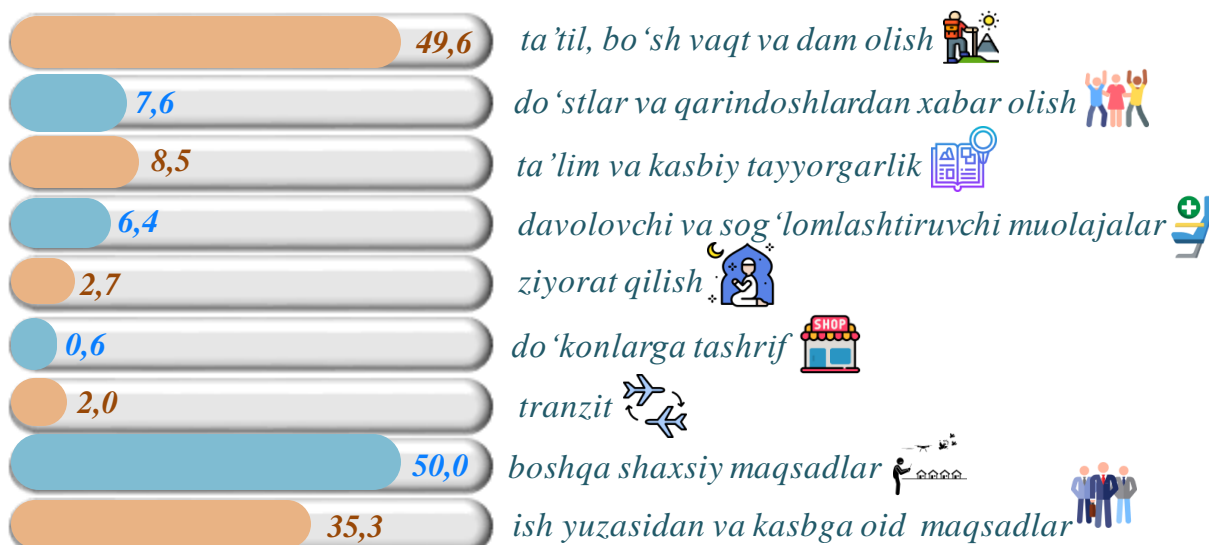 49,6 ta’til, bo‘sh vaqt va dam olish
7,6 do‘stlar va qarindoshlardan xabar olish
8,5 ta’lim va kasbiy tayyorgarlik
6,4 davolovchi va sog‘lomlashtiruvchi muolajalar
2,7 ziyorat qilish
0,6 do‘konlarga tashrif SHOP
2,0 tranzit
50,0 boshqa shaxsiy maqsadlar
35,3 ish yuzasidan va kasbga oid maqsadlar